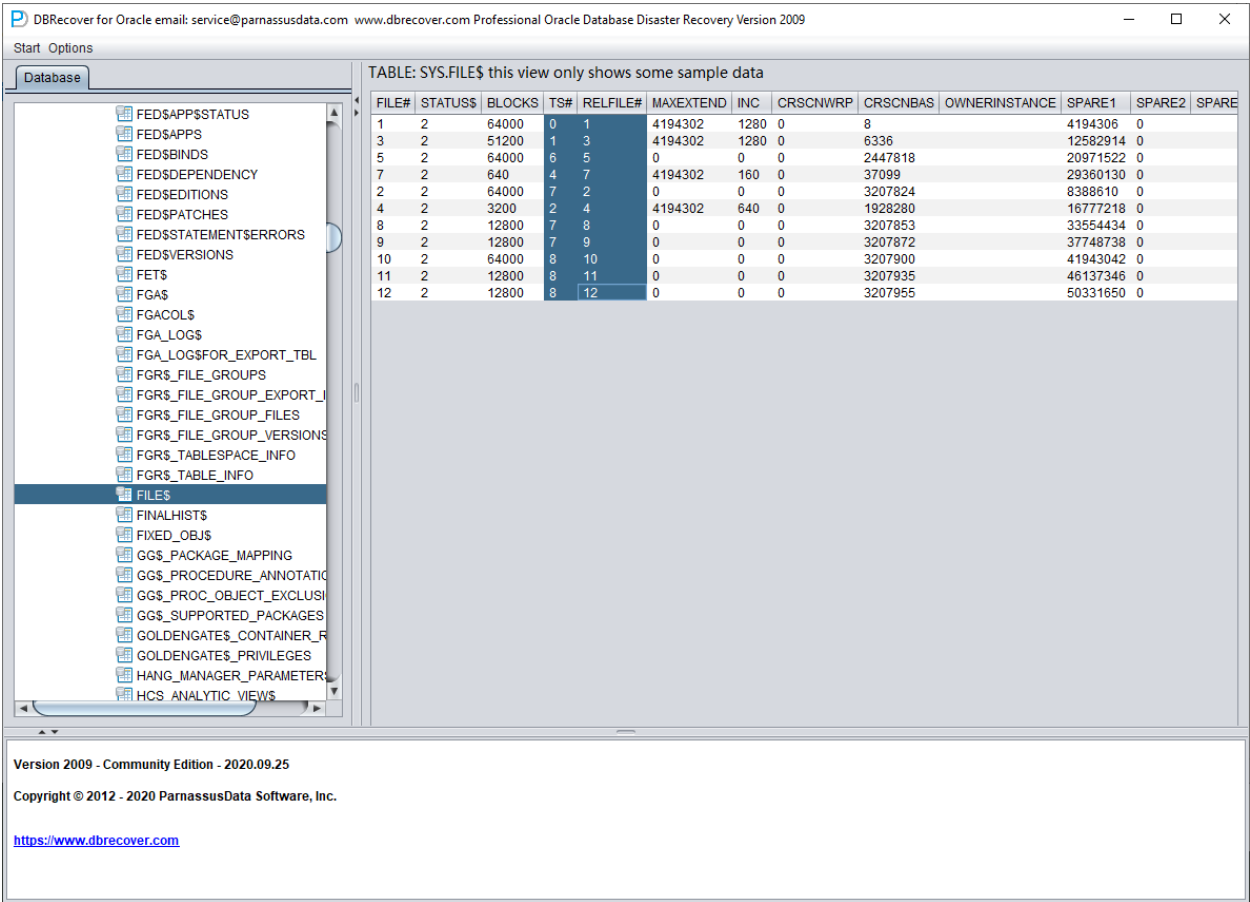 DBRecover for Oracle email: service@parnassusdata.com www.dbrecover.com Professional Oracle Database Disaster Recovery Version 2009
Start Options
Database
FED$APP$STATUS
FED$APPS
FED$BINDS
FED$DEPENDENCY
FED$EDITIONS
FED$PATCHES
FED$STATEMENT$ERRORS
FED$VERSIONS
FET$
FGA$
FGACOL$
FGA_LOG$
FGA_LOG$FOR_EXPORT_TBL
FGR$_FILE_GROUPS
FGR$_FILE_GROUP_EXPORT_I
FGR$_FILE_GROUP_FILES
FGR$_FILE_GROUP_VERSIONS
FGR$_TABLESPACE_INFO
FGR$_TABLE_INFO
FILE$
FINALHIST$
FIXED_OBJ$
GG$_PACKAGE_MAPPING
GG$_PROCEDURE_ANNOTATIO
GG$_PROC_OBJECT_EXCLUSI
GG$_SUPPORTED_PACKAGES
GOLDENGATE$_CONTAINER_R
GOLDENGATE$_PRIVILEGES
HANG_MANAGER_PARAMETERS
HCS_ANALYTIC_VIEW$
TABLE: SYS.FILE$ this view only shows some sample data
FILE# STATUS$ BLOCKS TS# RELFILE# MAXEXTEND INC CRSCNWRP CRSCNBAS OWNERINSTANCE SPARE1 SPARE2 SPARE
1 2 64000 0 1 4194302 1280 0 8 4194306 0
3 2 51200 1 3 4194302 1280 0 6336 12582914 0
5 2 64000 6 5 0 0 0 2447818 20971522 0
7 2 640 4 7 4194302 160 0 37099 29360130 0
2 2 64000 7 2 0 0 0 3207824 8388610 0
4 2 3200 2 4 4194302 640 0 1928280 16777218 0
8 2 12800 7 8 0 0 0 3207853 33554434 0
9 2 12800 7 9 0 0 0 3207872 37748738 0
10 2 64000 8 10 0 0 0 3207900 41943042 0
11 2 12800 8 11 0 0 0 3207935 46137346 0
12 2 12800 8 12 0 0 0 3207955 50331650 0
Version 2009 - Community Edition - 2020.09.25
Copyright © 2012 - 2020 ParnassusData Software, Inc.
https://www.dbrecover.com